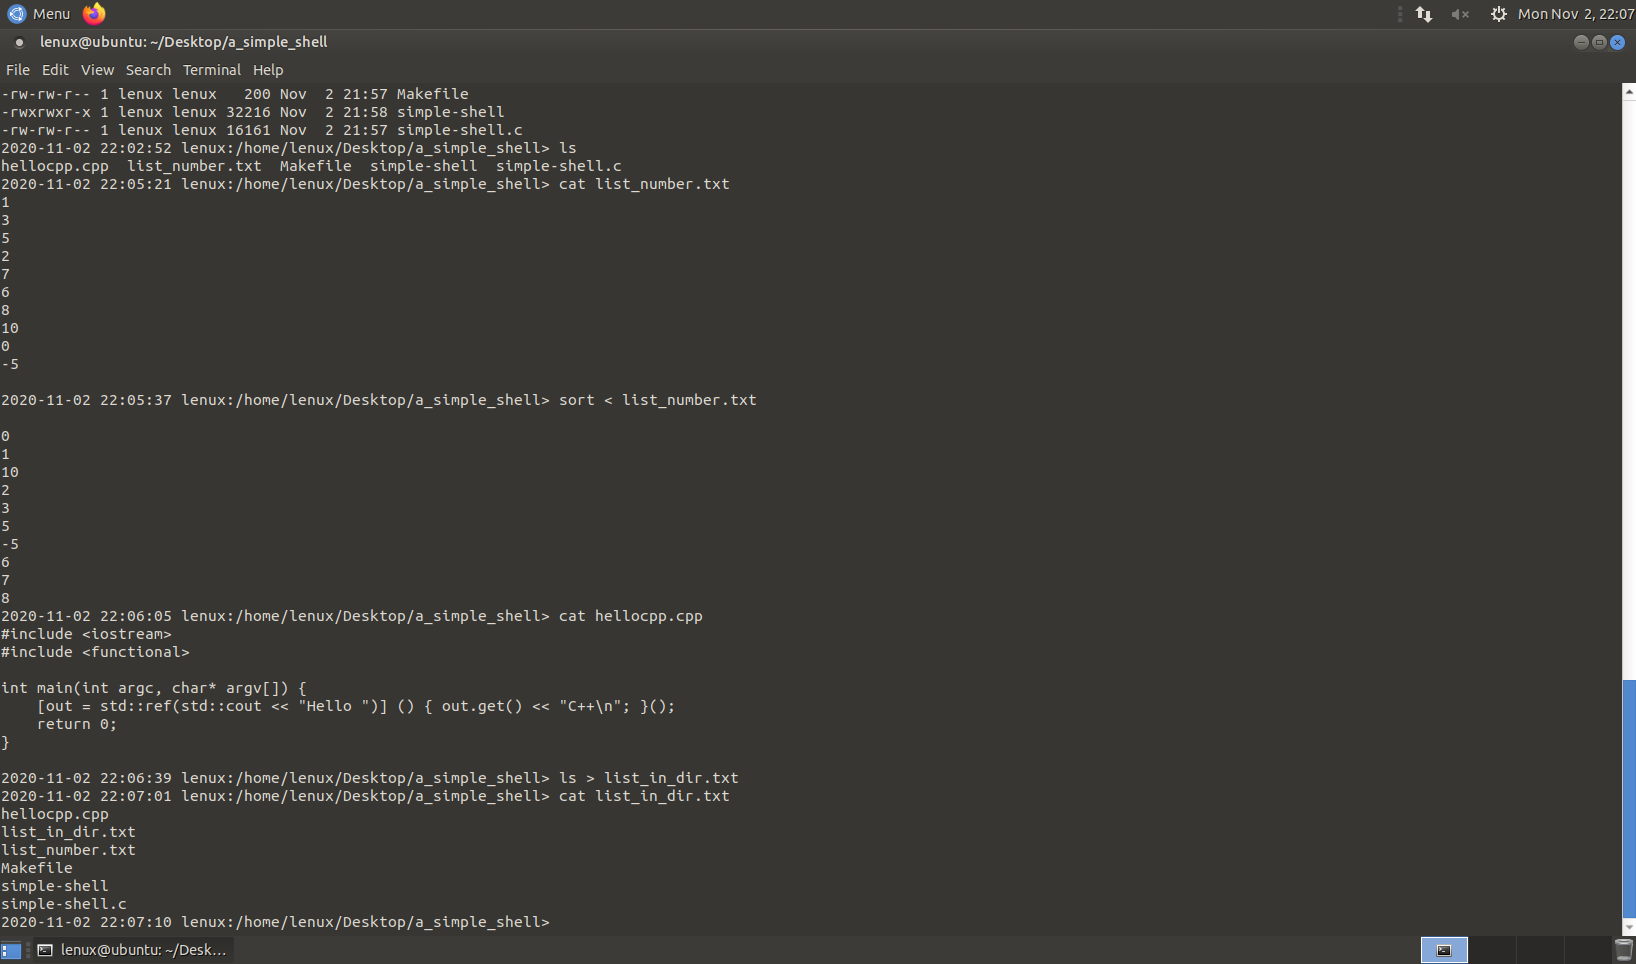 Menu
Mon Nov 2, 22:07
lenux@ubuntu: ~/Desktop/a_simple_shell
File Edit View Search Terminal Help
-rw-rw-r-- 1 lenux lenux   200 Nov  2 21:57 Makefile
-rwxrwxr-x 1 lenux lenux 32216 Nov  2 21:58 simple-shell
-rw-rw-r-- 1 lenux lenux 16161 Nov  2 21:57 simple-shell.c
2020-11-02 22:02:52 lenux:/home/lenux/Desktop/a_simple_shell> ls
hellocpp.cpp  list_number.txt  Makefile  simple-shell  simple-shell.c
2020-11-02 22:05:21 lenux:/home/lenux/Desktop/a_simple_shell> cat list_number.txt
1
3
5
2
7
6
8
10
0
-5
2020-11-02 22:05:37 lenux:/home/lenux/Desktop/a_simple_shell> sort < list_number.txt
0
1
10
2
3
5
-5
6
7
8
2020-11-02 22:06:05 lenux:/home/lenux/Desktop/a_simple_shell> cat hellocpp.cpp
#include <iostream>
#include <functional>
int main(int argc, char* argv[]) {
    [out = std::ref(std::cout << "Hello ")] () { out.get() << "C++\n"; }();
    return 0;
}
2020-11-02 22:06:39 lenux:/home/lenux/Desktop/a_simple_shell> ls > list_in_dir.txt
2020-11-02 22:07:01 lenux:/home/lenux/Desktop/a_simple_shell> cat list_in_dir.txt
hellocpp.cpp
list_in_dir.txt
list_number.txt
Makefile
simple-shell
simple-shell.c
2020-11-02 22:07:10 lenux:/home/lenux/Desktop/a_simple_shell>
lenux@ubuntu: ~/Desk...